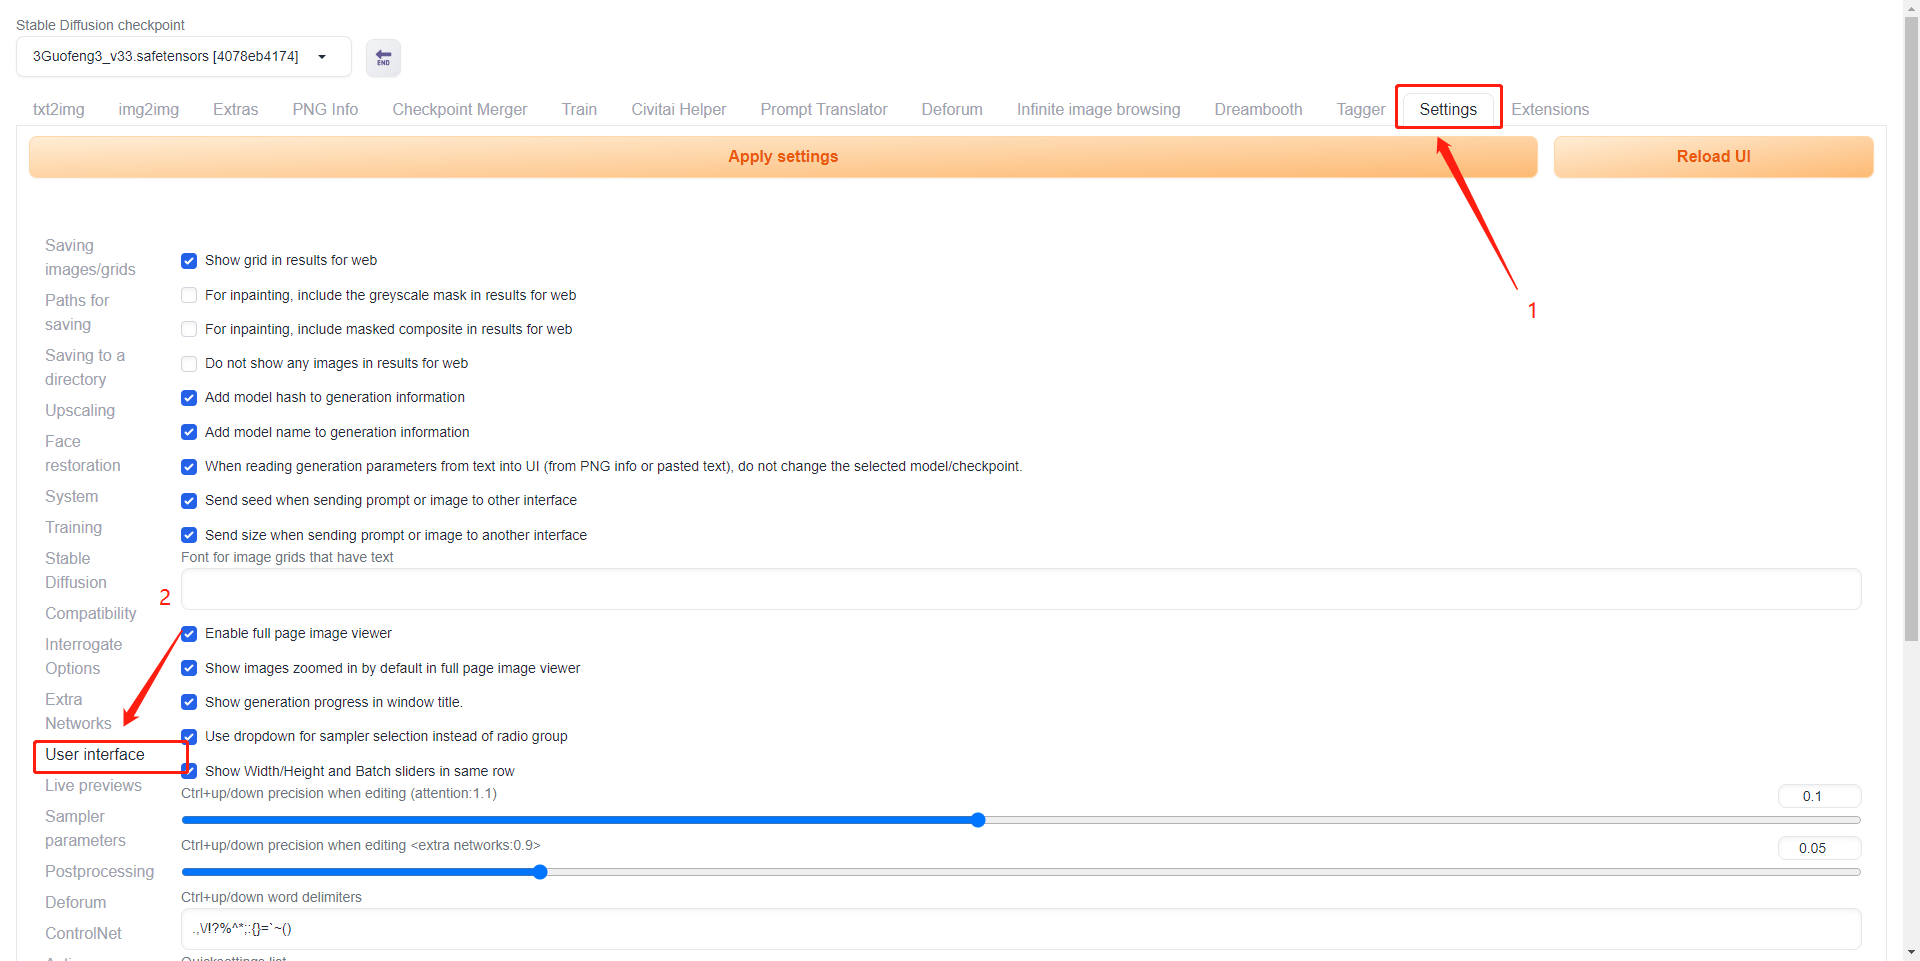 Stable Diffusion checkpoint
3Guofeng3_v33.safetensors [4078eb4174]
END
txt2img
img2img
Extras
PNG Info
Checkpoint Merger
Train
Civitai Helper
Prompt Translator
Deforum
Infinite image browsing
Dreambooth
Tagger
Settings
Extensions
Apply settings
Reload UI
1
Saving
images/grids
Paths for
saving
Saving to a
directory
Upscaling
Face
restoration
System
Training
Stable
Diffusion
Compatibility
Interrogate
Options
Extra
Networks
User interface
Live previews
Sampler
parameters
Postprocessing
Deforum
ControlNet
2
Show grid in results for web
For inpainting, include the greyscale mask in results for web
For inpainting, include masked composite in results for web
Do not show any images in results for web
Add model hash to generation information
Add model name to generation information
When reading generation parameters from text into UI (from PNG info or pasted text), do not change the selected model/checkpoint.
Send seed when sending prompt or image to other interface
Send size when sending prompt or image to another interface
Font for image grids that have text
Enable full page image viewer
Show images zoomed in by default in full page image viewer
Show generation progress in window title.
Use dropdown for sampler selection instead of radio group
Show Width/Height and Batch sliders in same row
Ctrl+up/down precision when editing (attention:1.1)
0.1
Ctrl+up/down precision when editing <extra networks:0.9>
0.05
Ctrl+up/down word delimiters
.,\/!?%^*;:{}=`~()
Quicksettings list